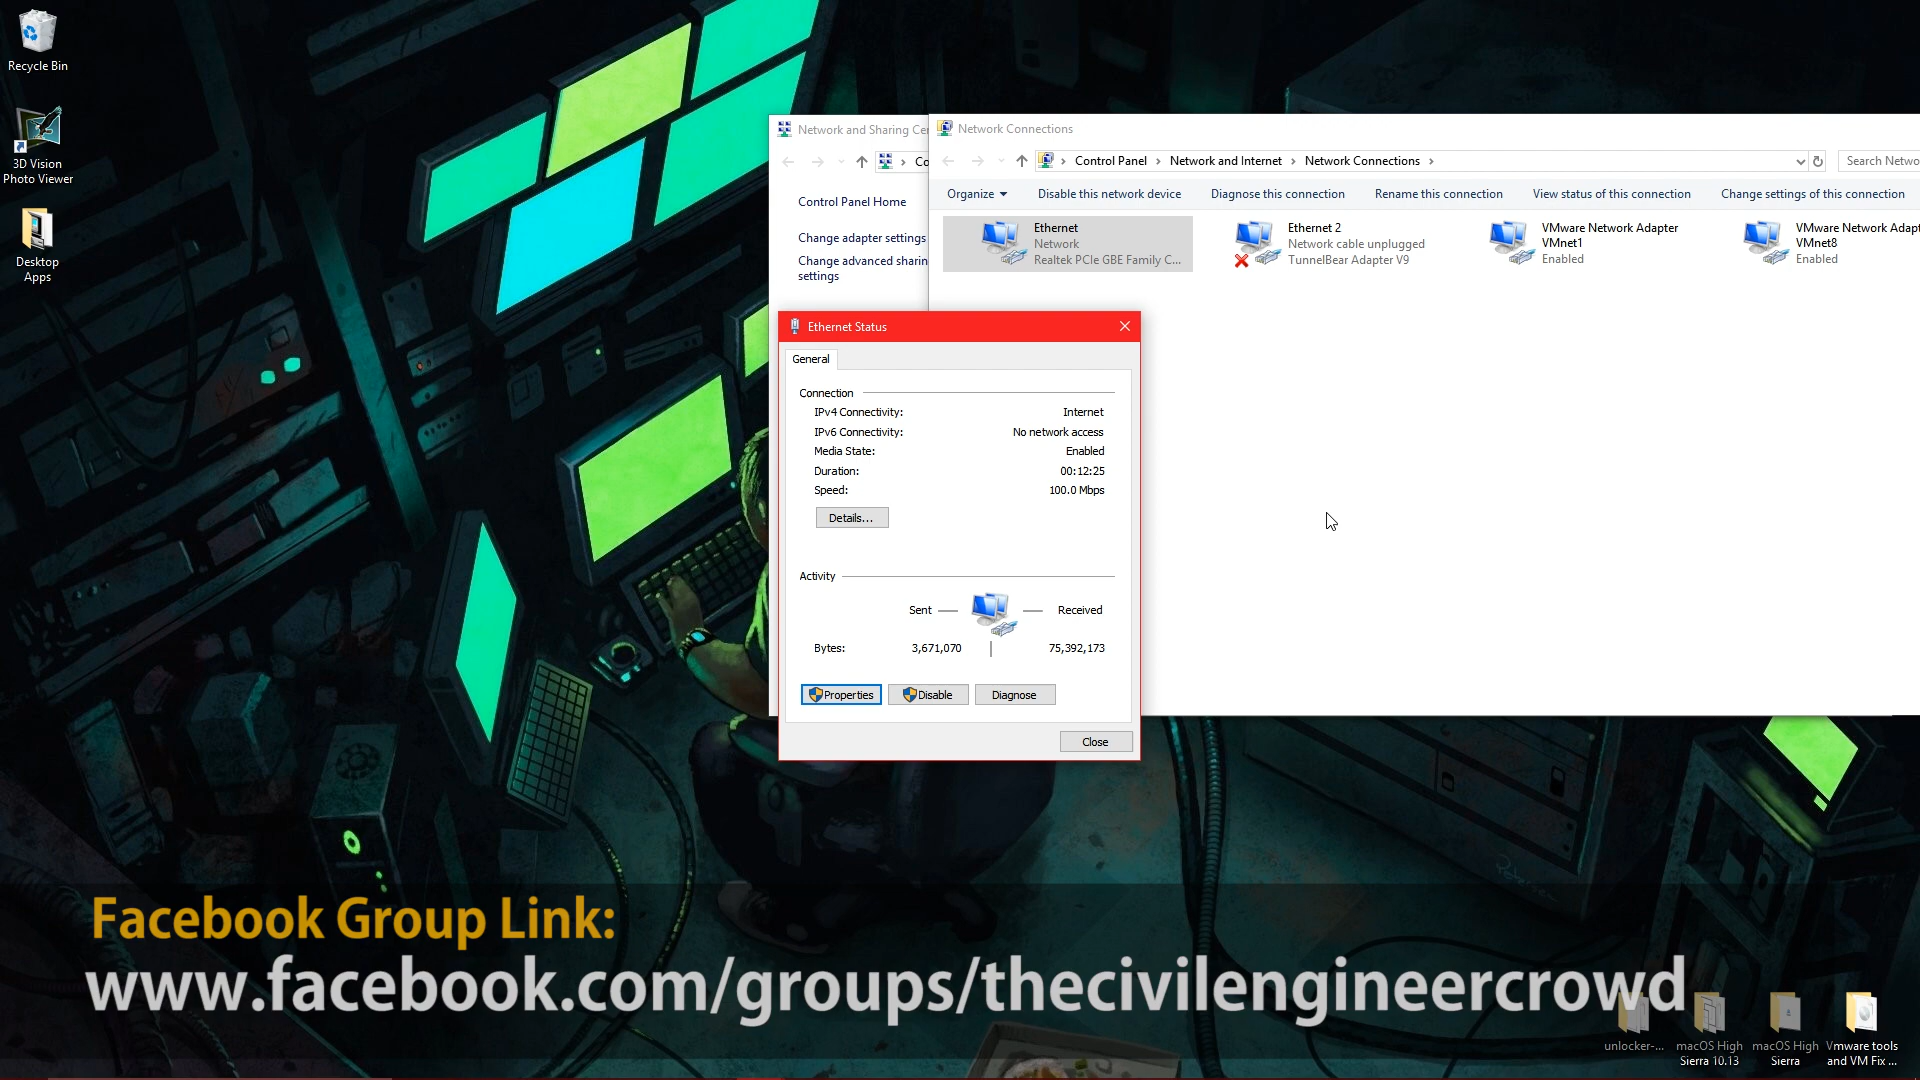 Recycle Bin
3D Vision
Photo Viewer
Desktop
Apps
Network and Sharing Ce
Co
Control Panel Home
Change adapter settings
Change advanced sharin
settings
Network Connections
Control Panel
Network and Internet
Network Connections
Search Netwo
Organize
Disable this network device
Diagnose this connection
Rename this connection
View status of this connection
Change settings of this connection
Ethernet
Network
Realtek PCIe GBE Family C...
Ethernet 2
Network cable unplugged
TunnelBear Adapter V9
VMware Network Adapter
VMnet1
Enabled
VMware Network Adapt
VMnet8
Enabled
Ethernet Status
General
Connection
IPv4 Connectivity: Internet
IPv6 Connectivity: No network access
Media State: Enabled
Duration: 00:12:25
Speed: 100.0 Mbps
Details...
Activity
Sent Received
Bytes: 3,671,070 75,392,173
Properties Disable Diagnose
Close
Facebook Group Link:
www.facebook.com/groups/thecivilengineercrowd
unlocker-...
macOS High
Sierra 10.13
macOS High
Sierra
Vmware tools
and VM Fix ...